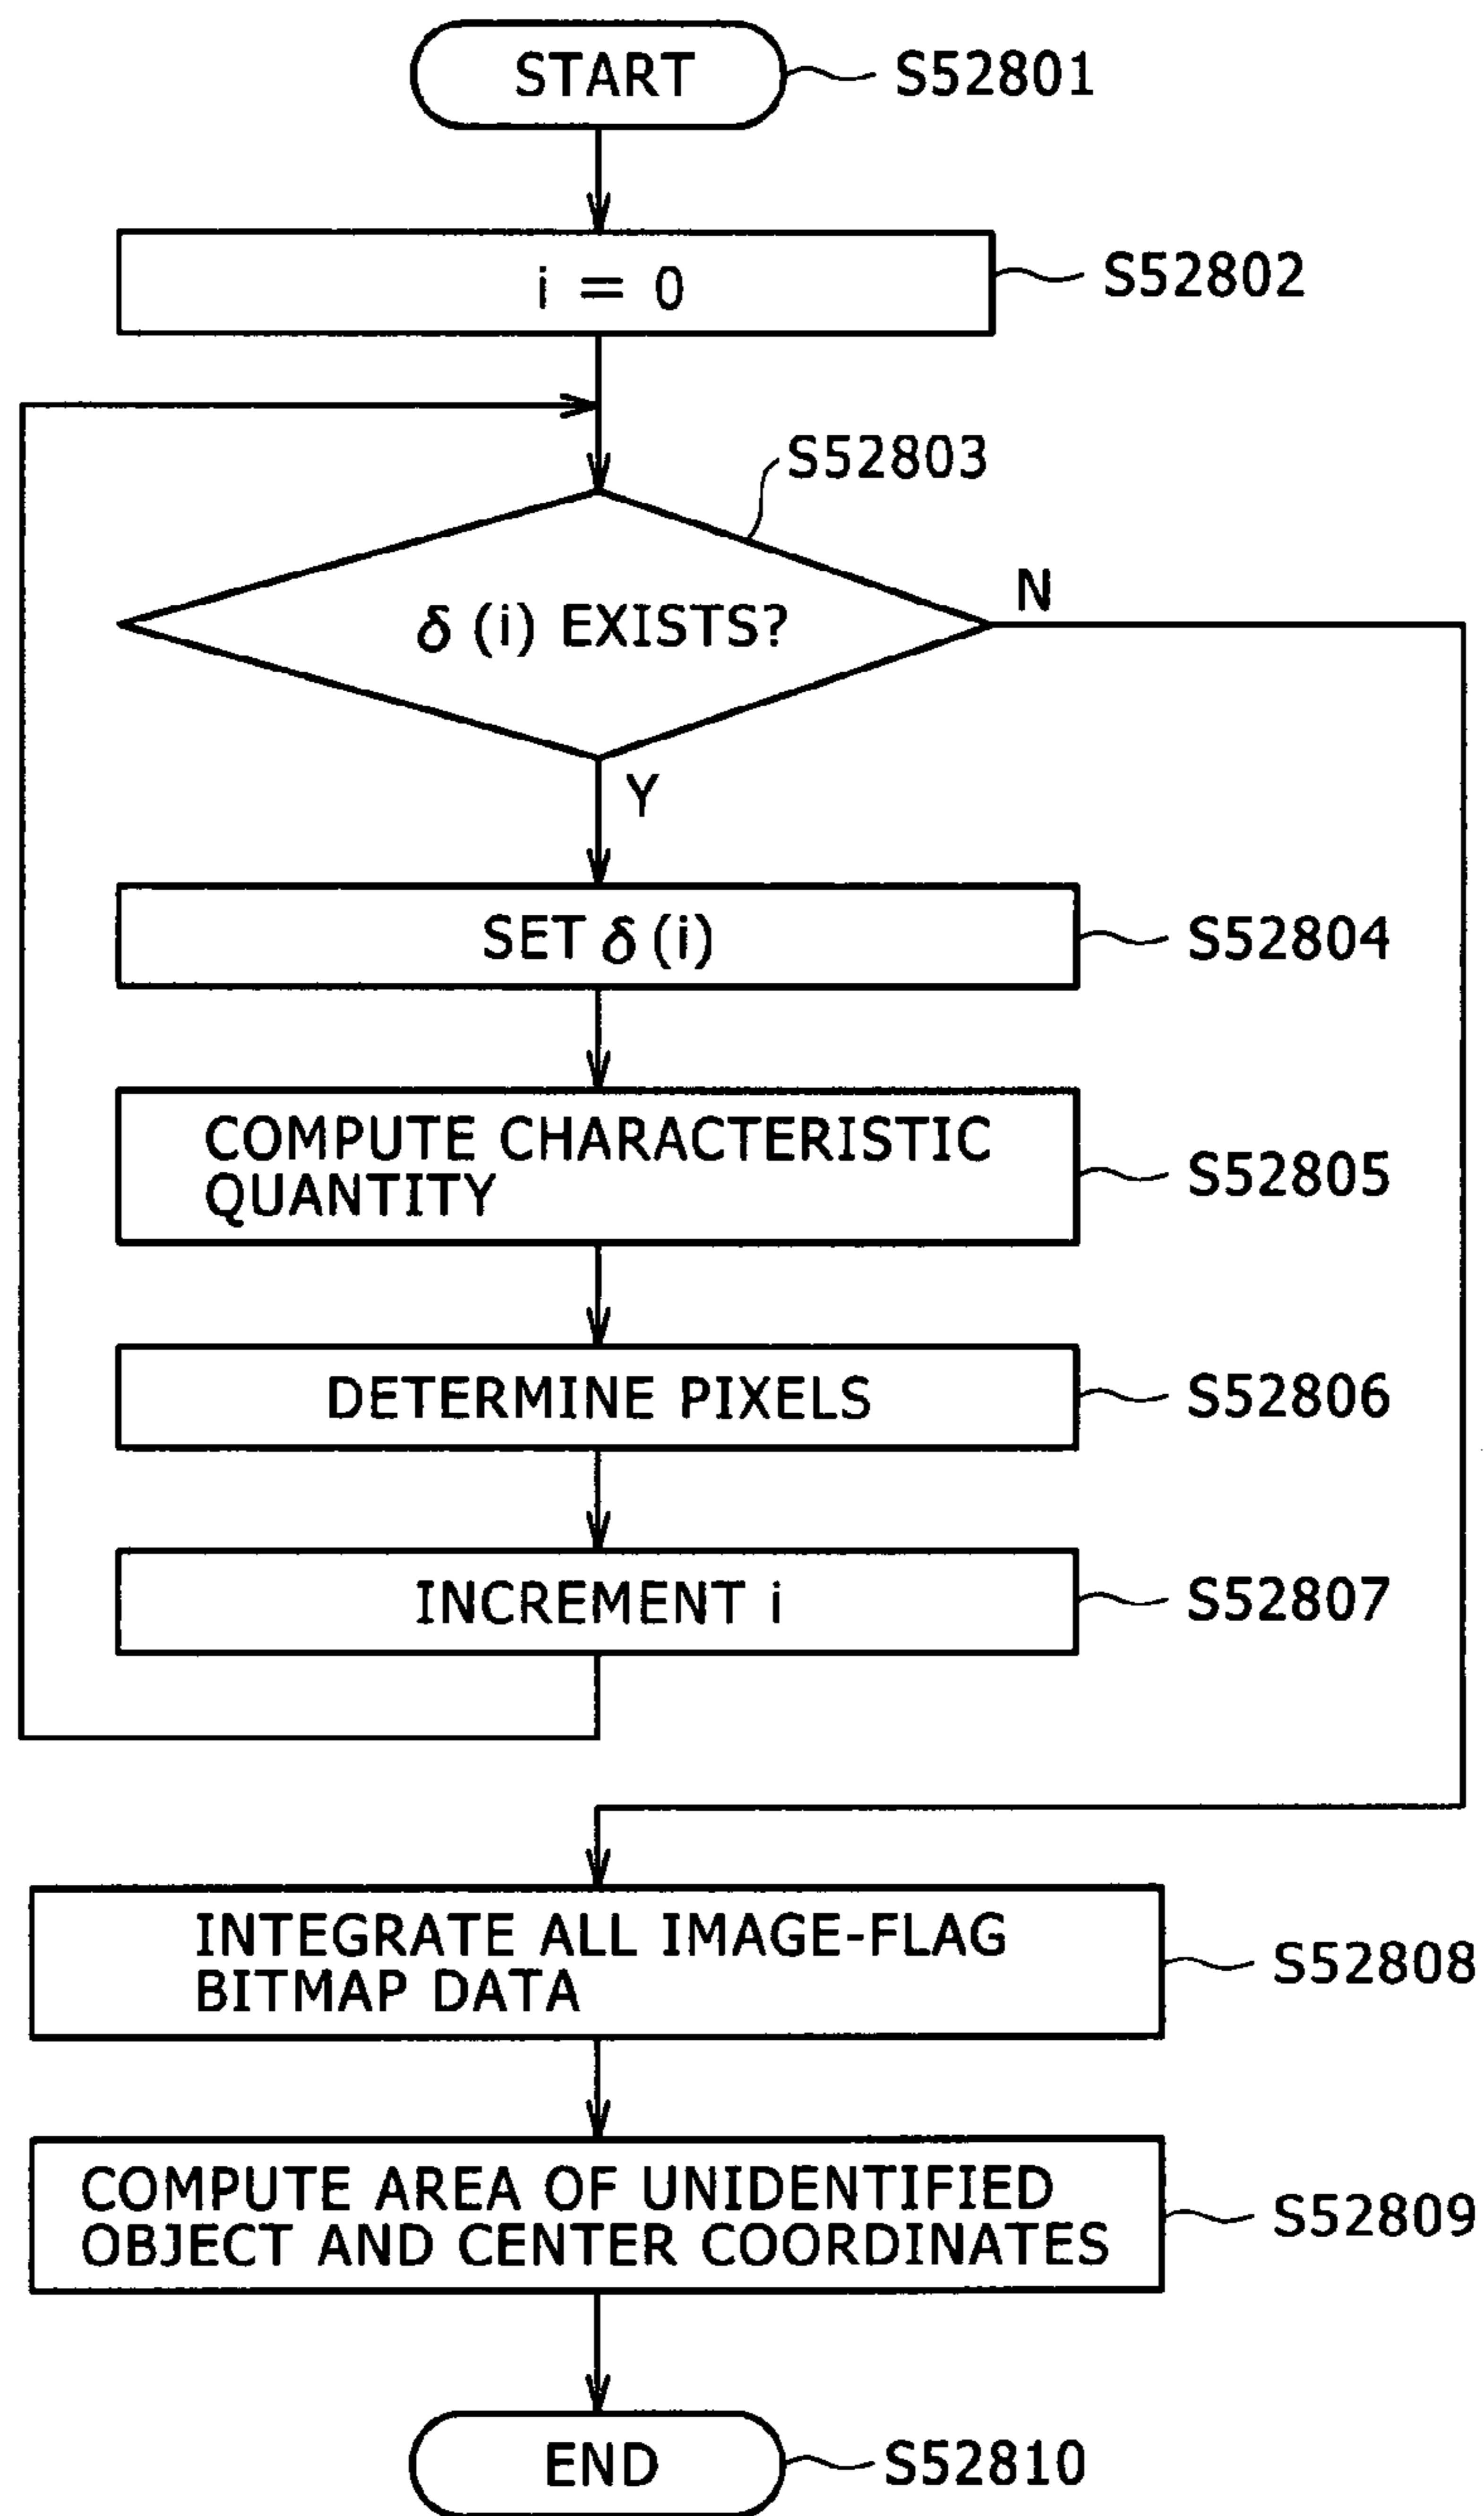 START
S52801
i = 0
S52802
S52803
δ (i) EXISTS?
N
Y
SET δ (i)
S52804
COMPUTE CHARACTERISTIC
QUANTITY
S52805
DETERMINE PIXELS
S52806
INCREMENT i
S52807
INTEGRATE ALL IMAGE-FLAG
BITMAP DATA
S52808
COMPUTE AREA OF UNIDENTIFIED
OBJECT AND CENTER COORDINATES
S52809
END
S52810